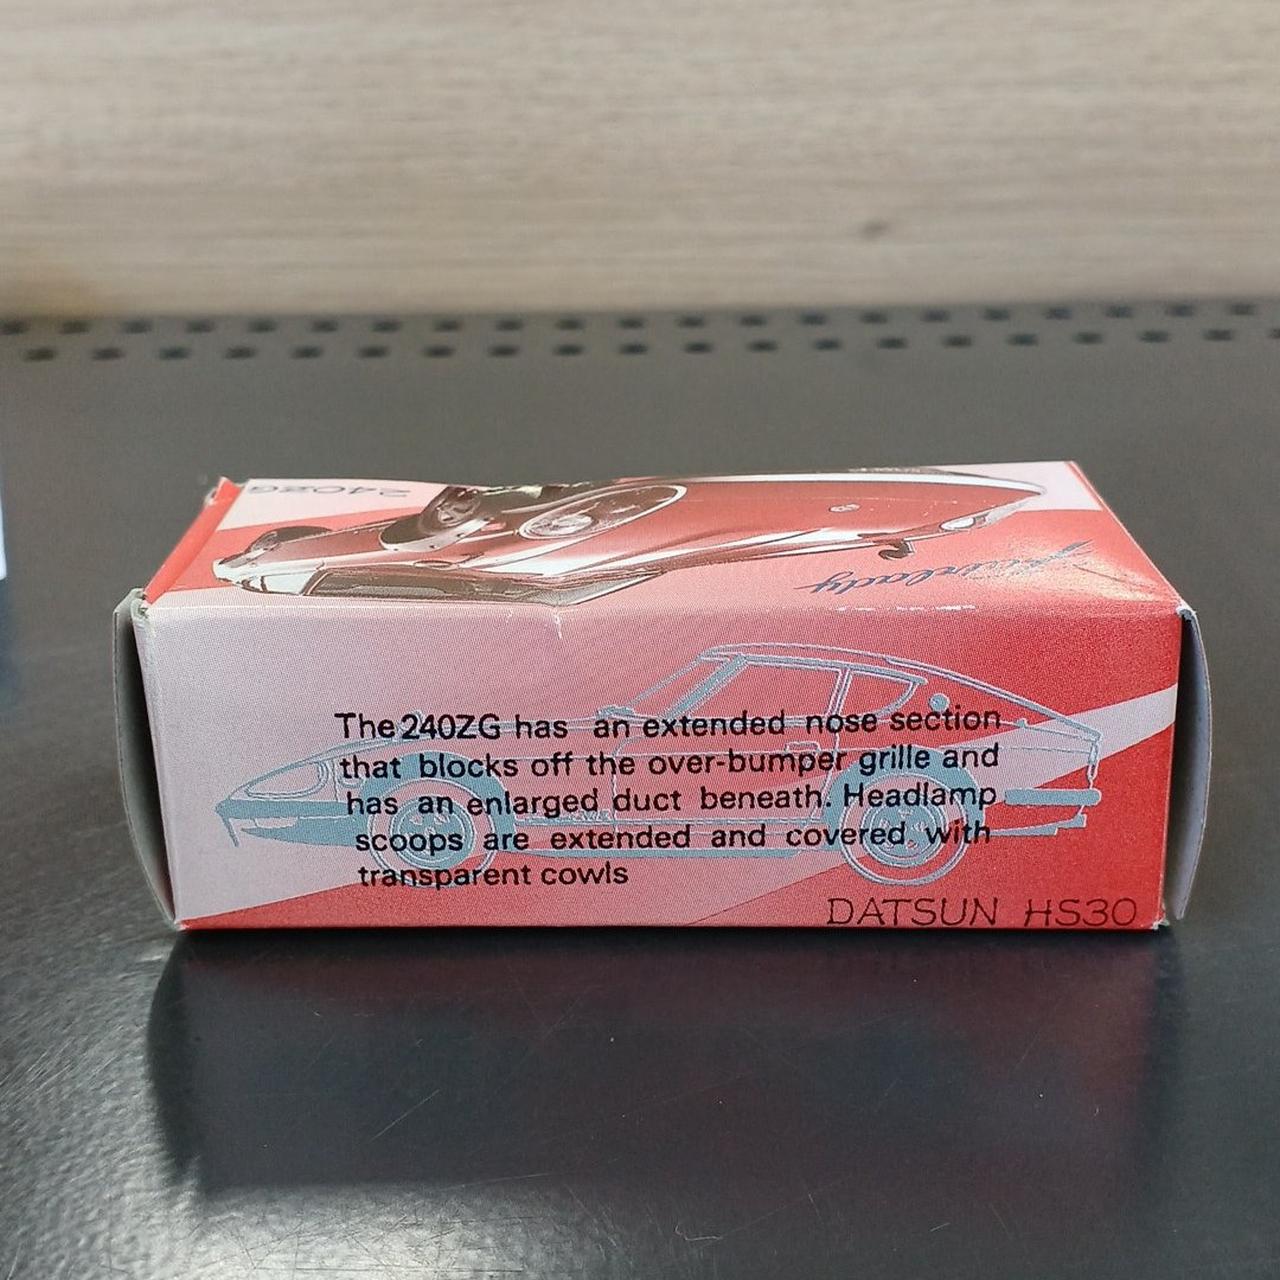 240ZG
Fairlady
The 240ZG has an extended nose section
that blocks off the over-bumper grille and
has an enlarged duct beneath. Headlamp
scoops are extended and covered with
transparent cowls
DATSUN HS30